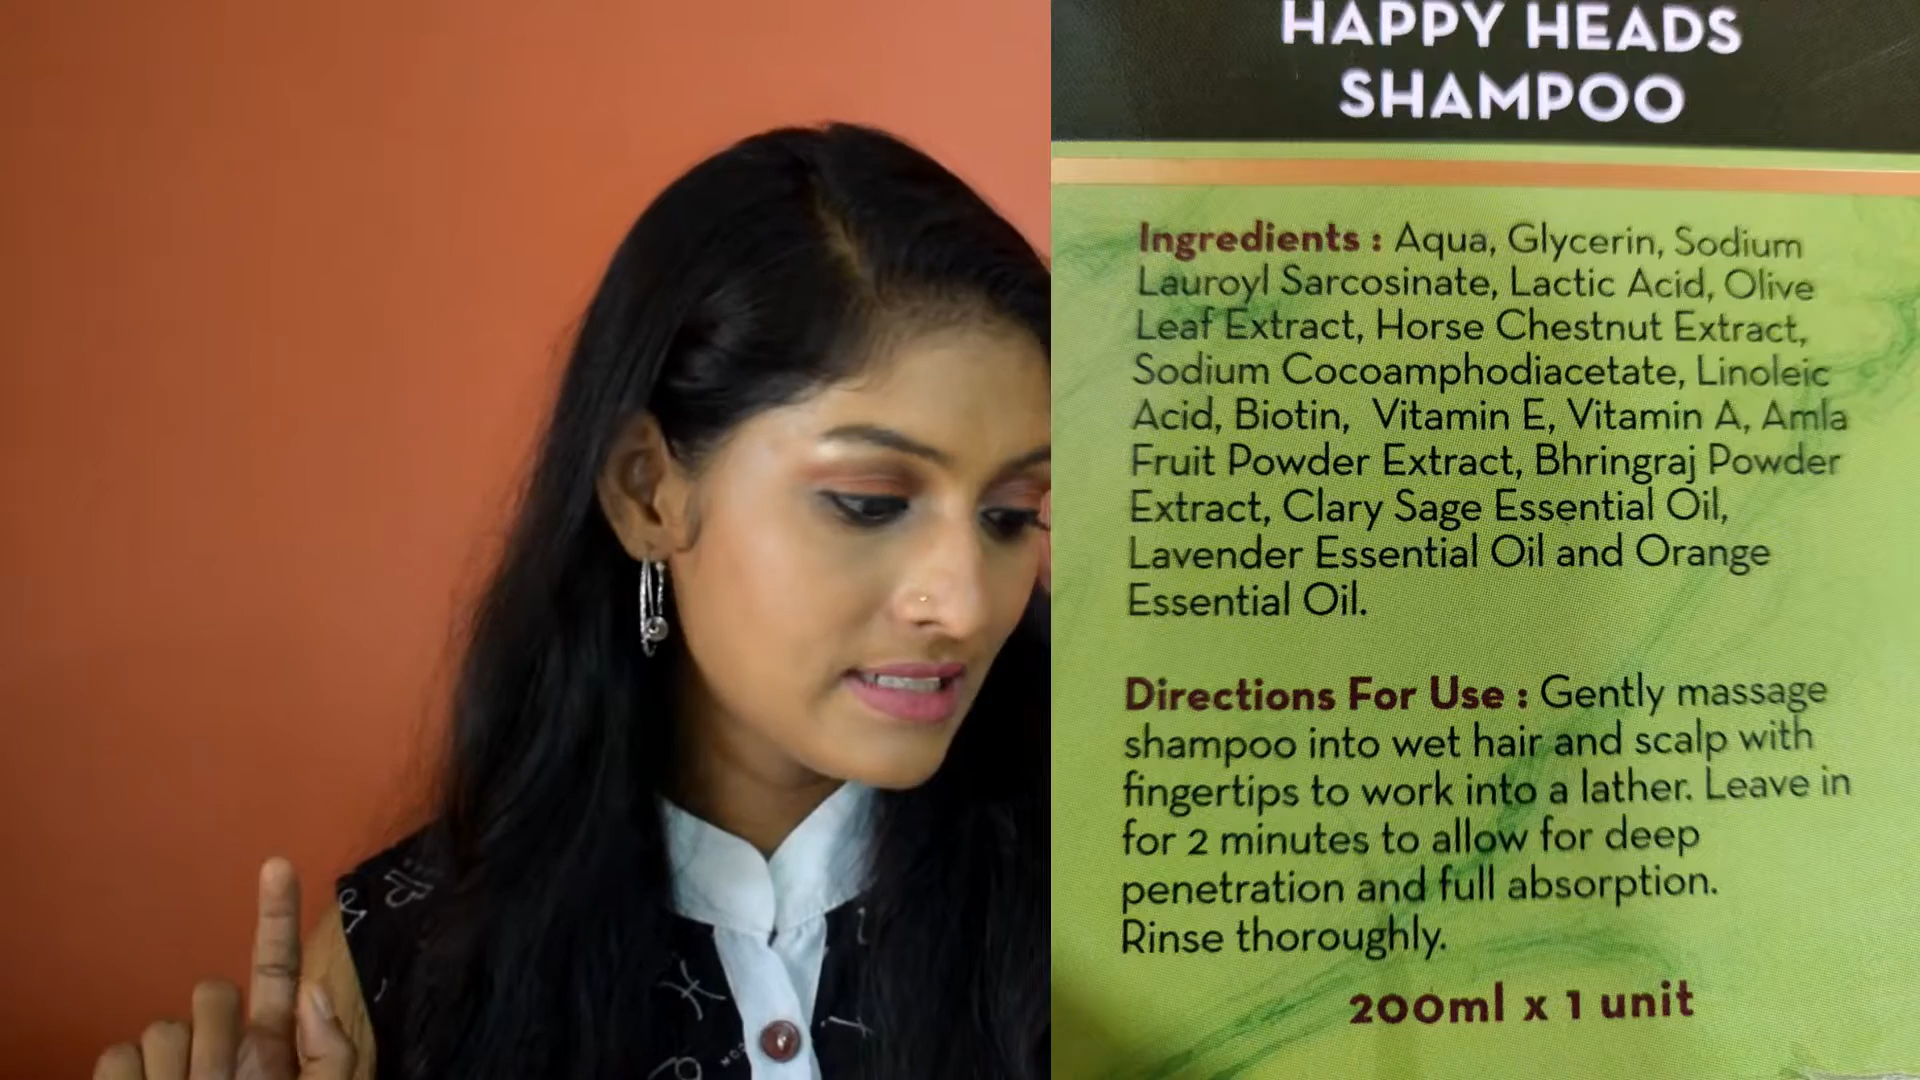 HAPPY HEADS
SHAMPOO
Ingredients : Aqua, Glycerin, Sodium
Lauroyl Sarcosinate, Lactic Acid, Olive
Leaf Extract, Horse Chestnut Extract,
Sodium Cocoamphodiacetate, Linoleic
Acid, Biotin, Vitamin E, Vitamin A, Amla
Fruit Powder Extract, Bhringraj Powder
Extract, Clary Sage Essential Oil,
Lavender Essential Oil and Orange
Essential Oil.
Directions For Use : Gently massage
shampoo into wet hair and scalp with
fingertips to work into a lather. Leave in
for 2 minutes to allow for deep
penetration and full absorption.
Rinse thoroughly.
200ml x 1 unit